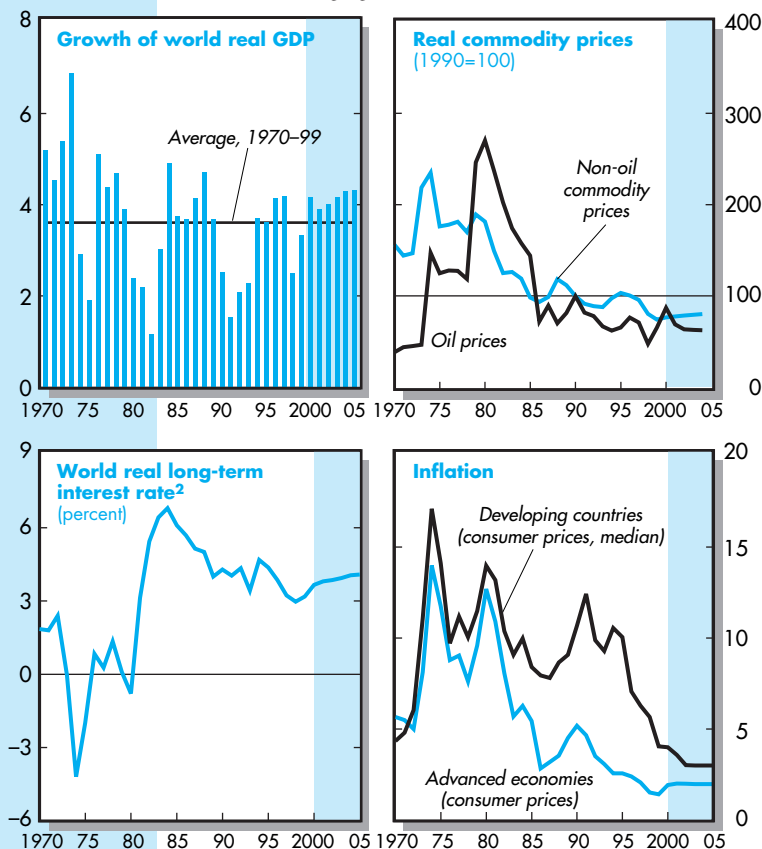 Growth of world real GDP
Average, 1970–99
8
6
4
2
0
1970 75 80 85 90 95 2000 05
Real commodity prices
(1990=100)
Non-oil
commodity
prices
Oil prices
400
300
200
100
0
1970 75 80 85 90 95 2000 05
World real long-term
interest rate²
(percent)
9
6
3
0
–3
–6
1970 75 80 85 90 95 2000 05
Inflation
Developing countries
(consumer prices, median)
Advanced economies
(consumer prices)
20
15
10
5
0
1970 75 80 85 90 95 2000 05